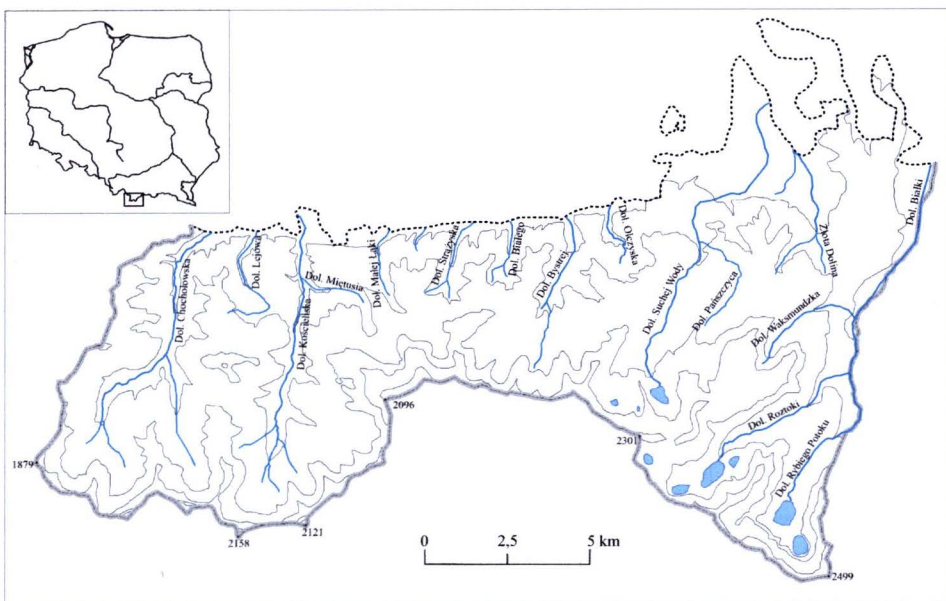 Dol. Chochołowska
Dol. Lejowa
Dol. Kościeliska
Dol. Miętusia
Dol. Małej Łąki
Dol. Strążyska
Dol. Białego
Dol. Bystrej
Dol. Olczyska
Dol. Suchej Wody
Dol. Pańszczyca
Złota Dolina
Dol. Białki
Dol. Waksmundzka
Dol. Roztoki
Dol. Rybiego Potoku
1879
2158
2121
2096
2301
2499
0 2,5 5 km